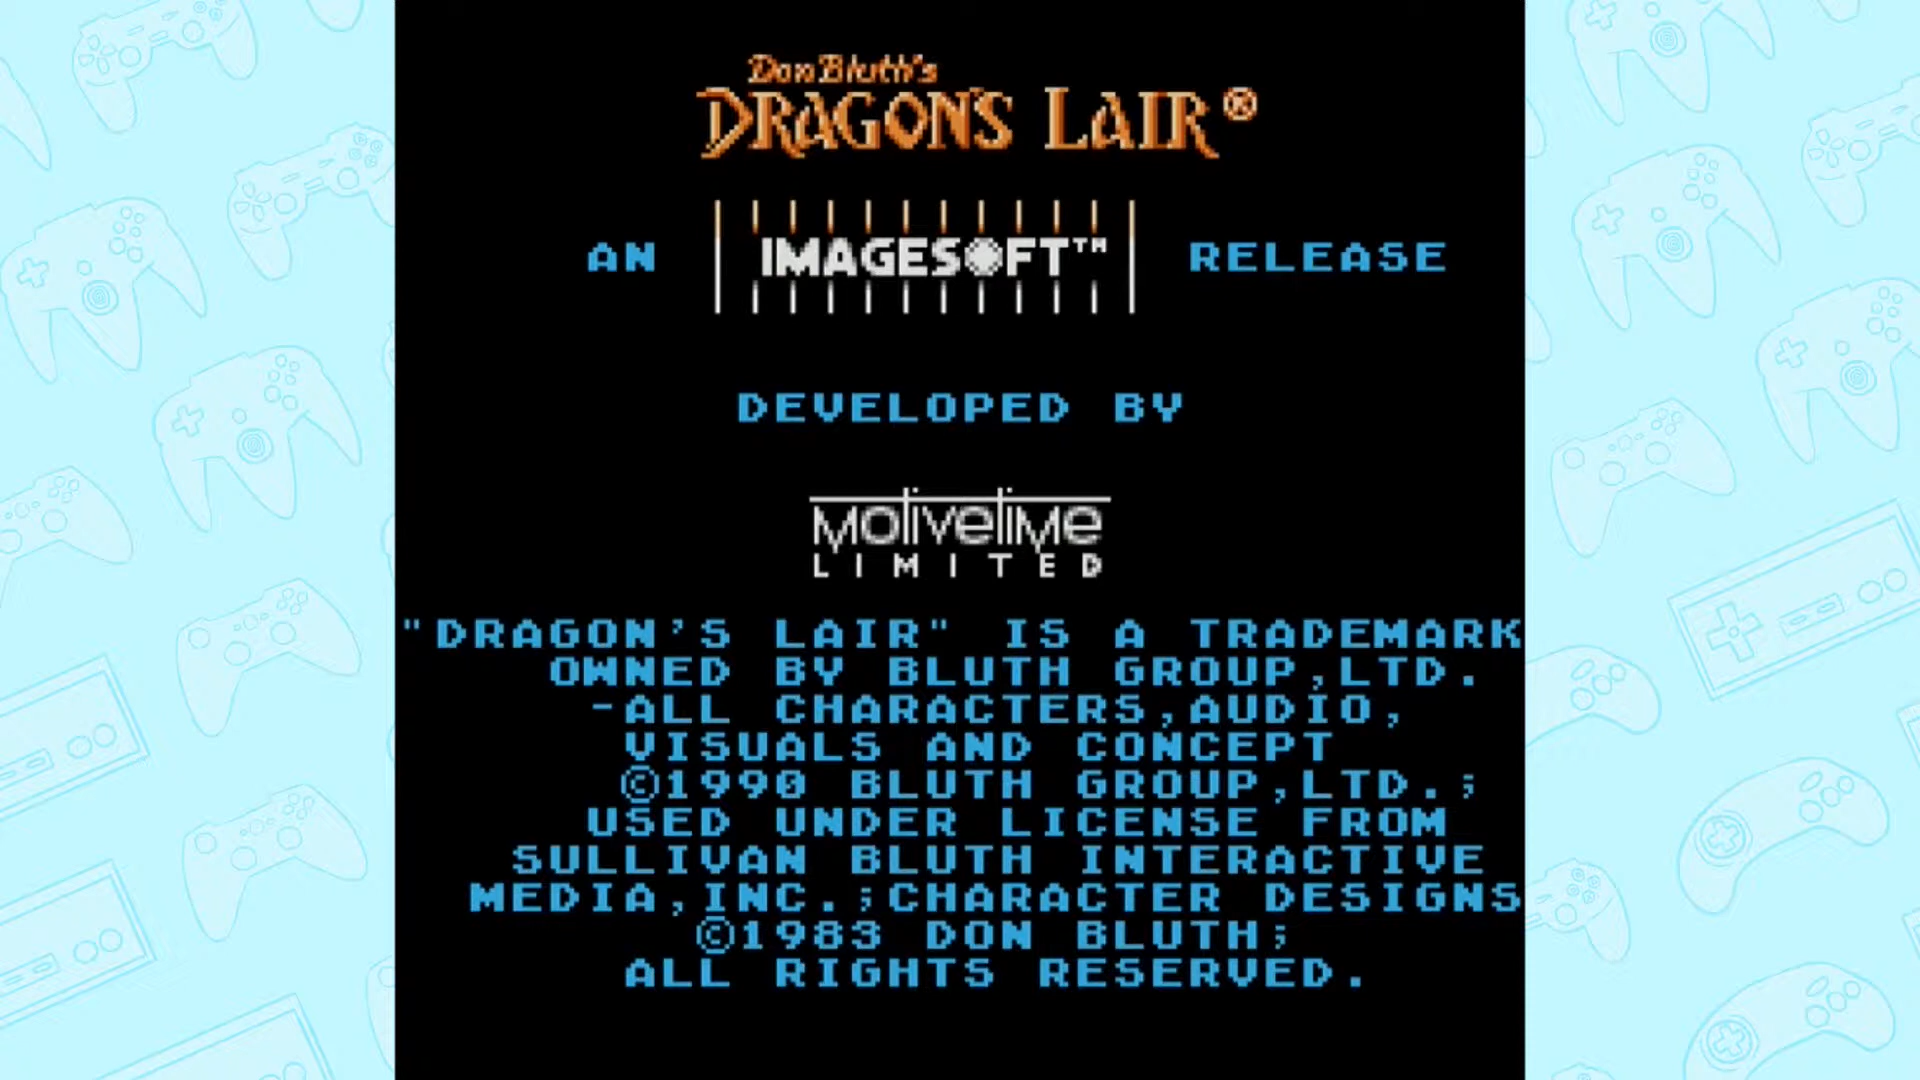 Don Bluth's
DRAGON'S LAIR®
AN IMAGESOFT™ RELEASE
DEVELOPED BY
MOTIVETIME
LIMITED
"DRAGON'S LAIR" IS A TRADEMARK
OWNED BY BLUTH GROUP,LTD.
-ALL CHARACTERS,AUDIO,
VISUALS AND CONCEPT
©1990 BLUTH GROUP,LTD.;
USED UNDER LICENSE FROM
SULLIVAN BLUTH INTERACTIVE
MEDIA,INC.;CHARACTER DESIGNS
©1983 DON BLUTH;
ALL RIGHTS RESERVED.